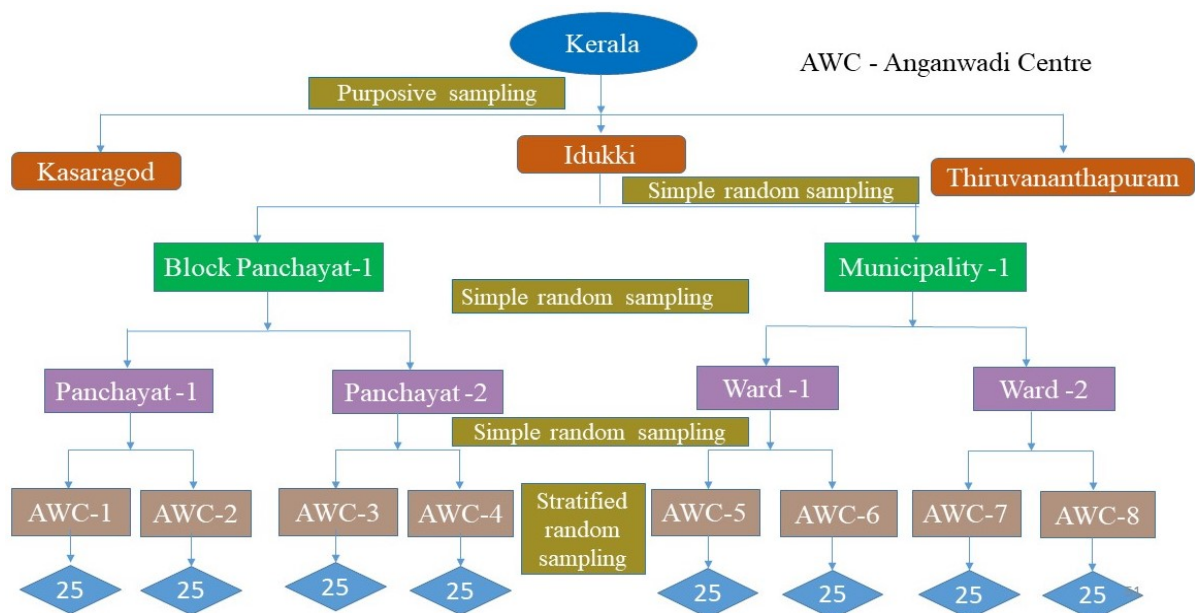 Kerala
AWC - Anganwadi Centre
Purposive sampling
Kasaragod
Idukki
Thiruvananthapuram
Simple random sampling
Block Panchayat-1
Municipality -1
Simple random sampling
Panchayat -1
Panchayat -2
Ward -1
Ward -2
Simple random sampling
AWC-1
AWC-2
AWC-3
AWC-4
Stratified
random
sampling
AWC-5
AWC-6
AWC-7
AWC-8
25
25
25
25
25
25
25
25